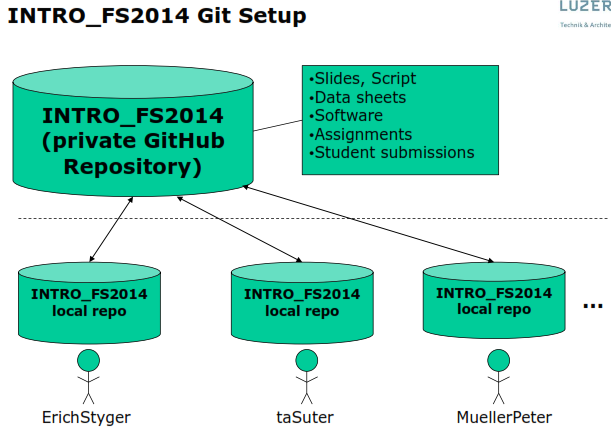 INTRO_FS2014 Git Setup
LUZER
Technik & Archite
INTRO_FS2014
(private GitHub
Repository)
•Slides, Script
•Data sheets
•Software
•Assignments
•Student submissions
INTRO_FS2014
local repo
INTRO_FS2014
local repo
INTRO_FS2014
local repo
...
ErichStyger
taSuter
MuellerPeter